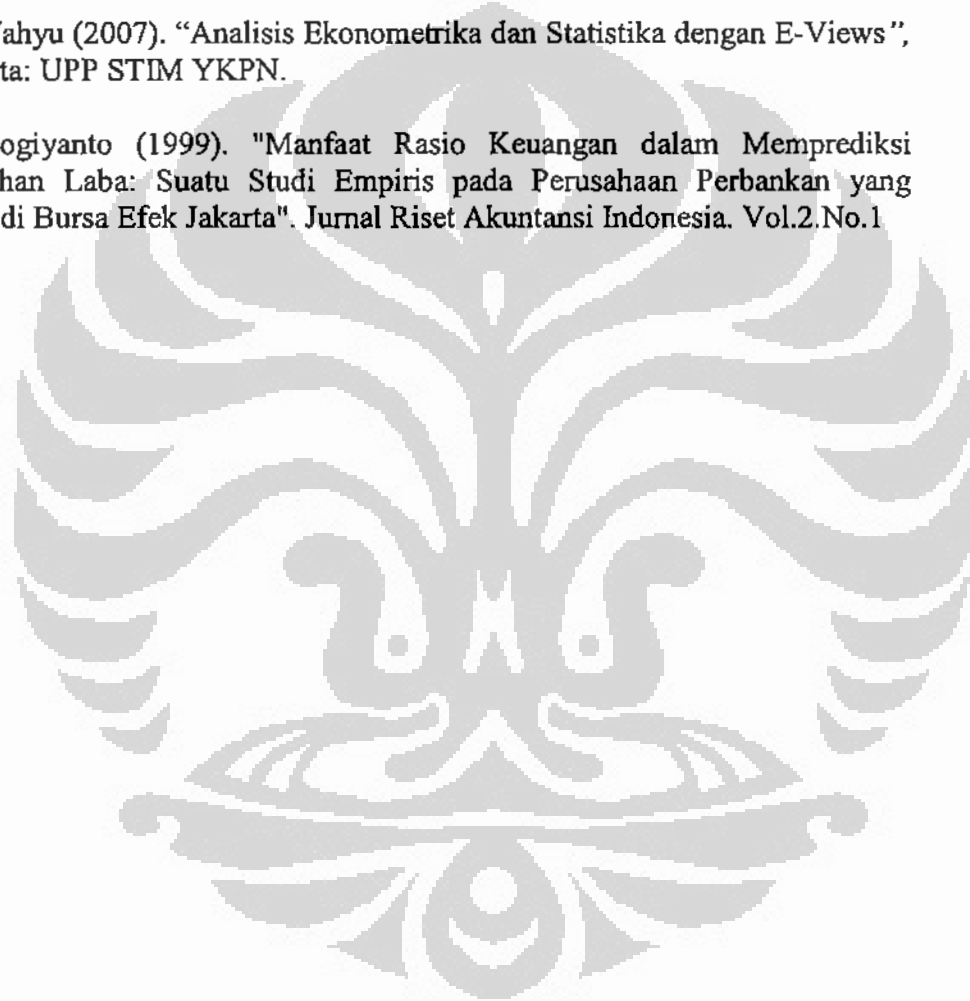 ahyu (2007). “Analisis Ekonometrika dan Statistika dengan E-Views”,
ta: UPP STIM YKPN.
ogiyanto (1999). "Manfaat Rasio Keuangan dalam Memprediksi
han Laba: Suatu Studi Empiris pada Perusahaan Perbankan yang
di Bursa Efek Jakarta". Jurnal Riset Akuntansi Indonesia. Vol.2.No.1